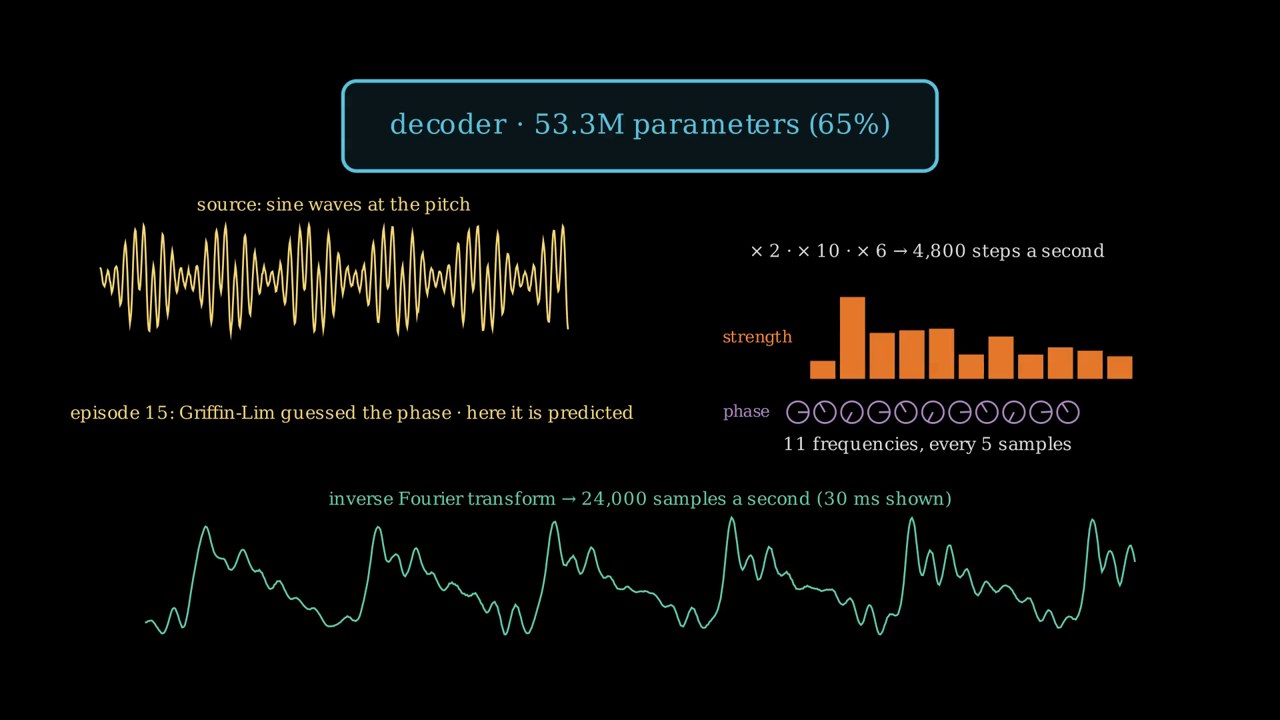 decoder · 53.3M parameters (65%)
source: sine waves at the pitch
× 2 · × 10 · × 6 → 4,800 steps a second
strength
episode 15: Griffin-Lim guessed the phase · here it is predicted
phase
11 frequencies, every 5 samples
inverse Fourier transform → 24,000 samples a second (30 ms shown)